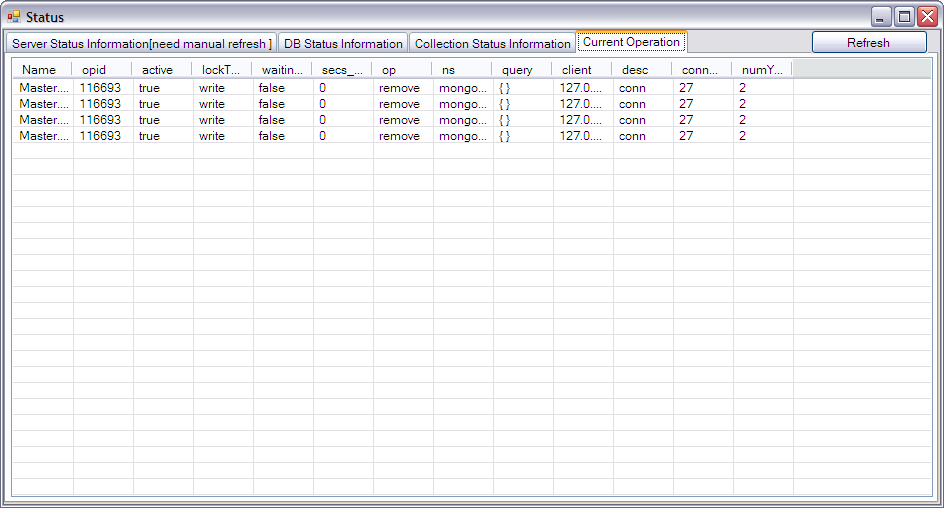 Status
Server Status Information[need manual refresh ] DB Status Information Collection Status Information Current Operation Refresh
Name opid active lockT... waitin... secs_... op ns query client desc conn... numY...
Master.... 116693 true write false 0 remove mongo... { } 127.0.... conn 27 2
Master.... 116693 true write false 0 remove mongo... { } 127.0.... conn 27 2
Master.... 116693 true write false 0 remove mongo... { } 127.0.... conn 27 2
Master.... 116693 true write false 0 remove mongo... { } 127.0.... conn 27 2